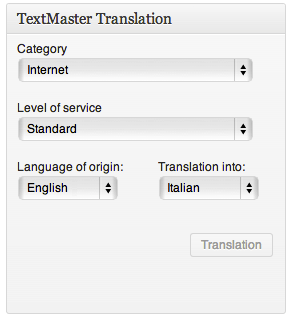 TextMaster Translation
Category
Internet
Level of service
Standard
Language of origin: Translation into:
English Italian
Translation